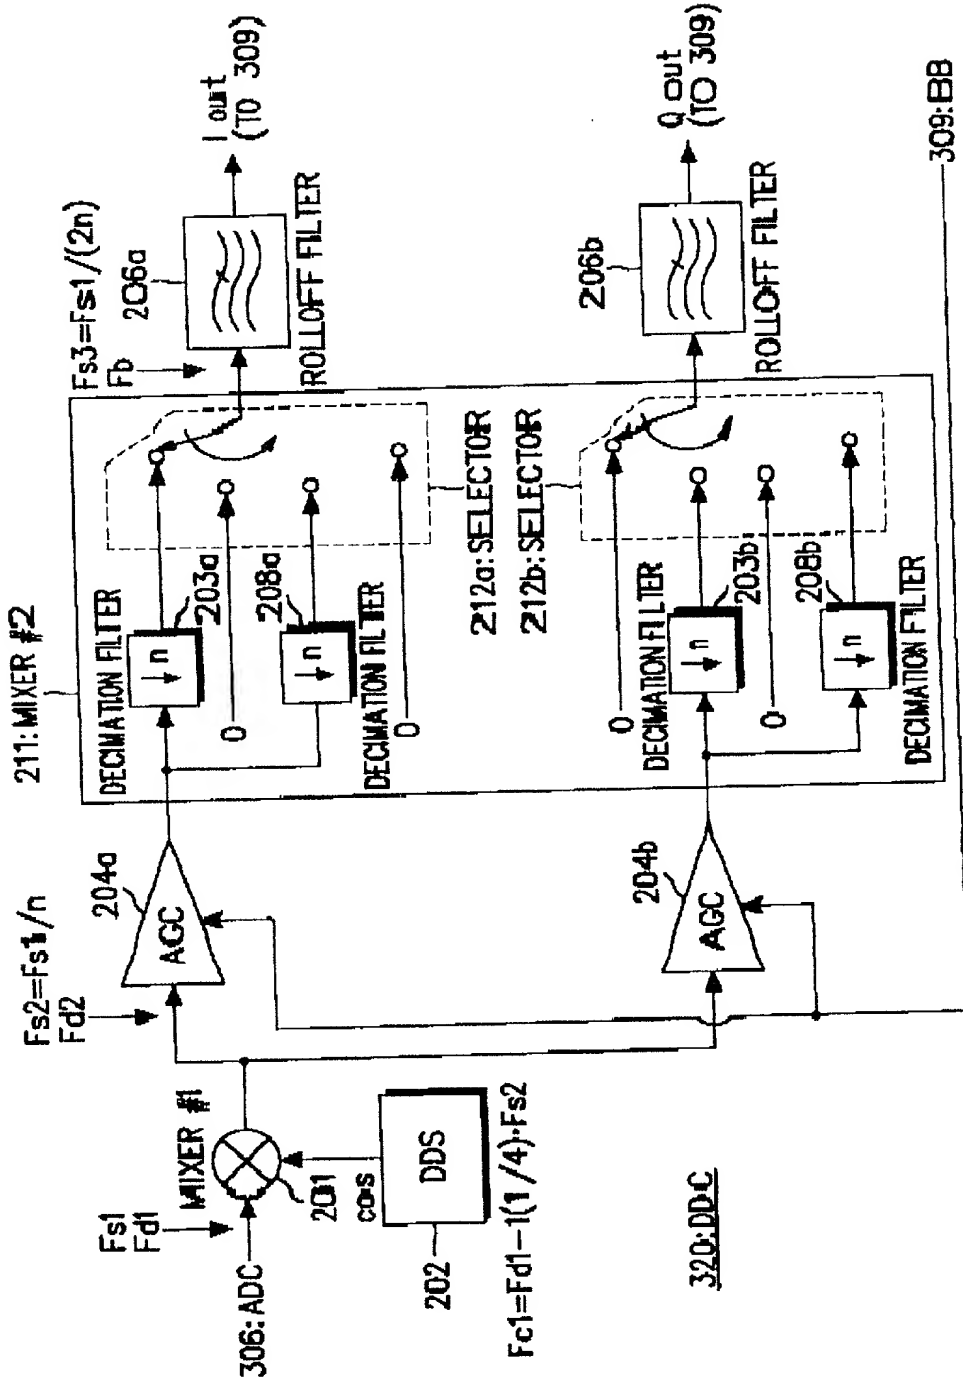 Fs1
Fd1
306:ADC
MIXER #1
201
cos
DDS
202
Fc1=Fd1-1(1/4)·Fs2
320:DDC
Fs2=Fs1/n
Fd2
204a
AGC
204b
AGC
211:MIXER #2
DECIMATION FILTER
↓n
203a
0
208a
↓n
DECIMATION FILTER
0
212a:SELECTOR
212b:SELECTOR
0
DECIMATION FILTER
↓n
203b
0
208b
↓n
DECIMATION FILTER
Fs3=Fs1/(2n)
Fb
206a
ROLLOFF FILTER
I out
(TO 309)
206b
ROLLOFF FILTER
Q out
(TO 309)
309:BB